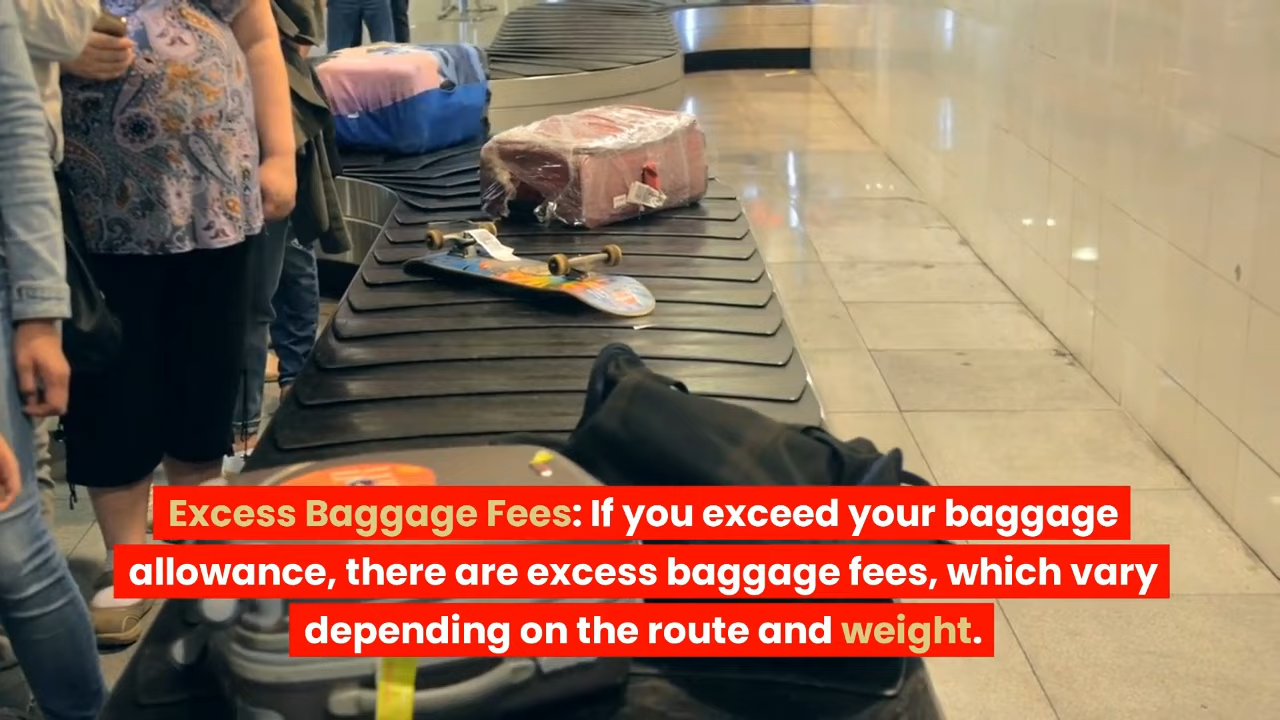 Excess Baggage Fees: If you exceed your baggage
allowance, there are excess baggage fees, which vary
depending on the route and weight.